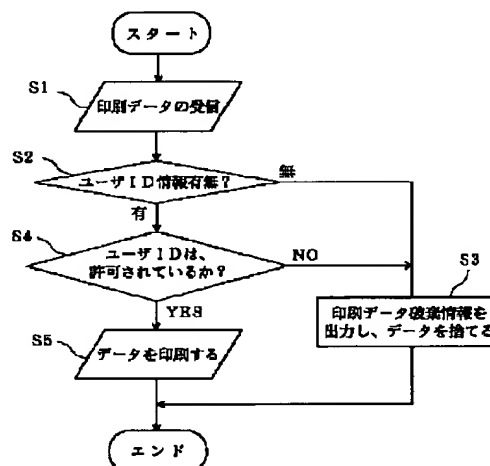 スタート
S1
印刷データの受信
S2
ユーザID情報有無?
無
有
S4
ユーザIDは、
許可されているか?
NO
S3
印刷データ破棄情報を
出力し、データを捨てる
YES
S5
データを印刷する
エンド